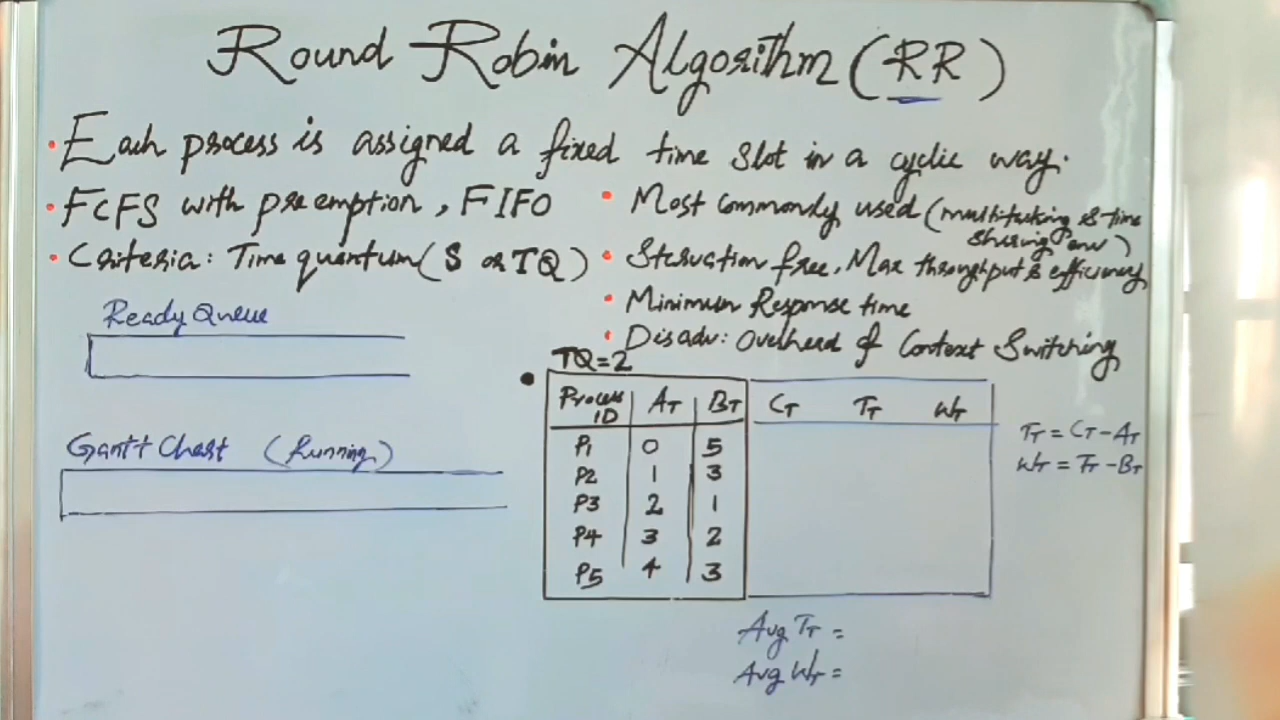 Round Robin Algorithm (RR)
• Each process is assigned a fixed time slot in a cyclic way.
• FCFS with preemption, FIFO
• Criteria: Time quantum (S or TQ)
• Most commonly used (multitasking & time
sharing env)
• Starvation free, Max throughput & efficiency
• Minimum Response time
• Disadv: Overhead of Context Switching
Ready Queue
Gantt Chart (Running)
• TQ=2
Process ID | AT | BT CT TT WT
P1 0 5
P2 1 3
P3 2 1
P4 3 2
P5 4 3
TT = CT - AT
WT = TT - BT
Avg TT =
Avg WT =